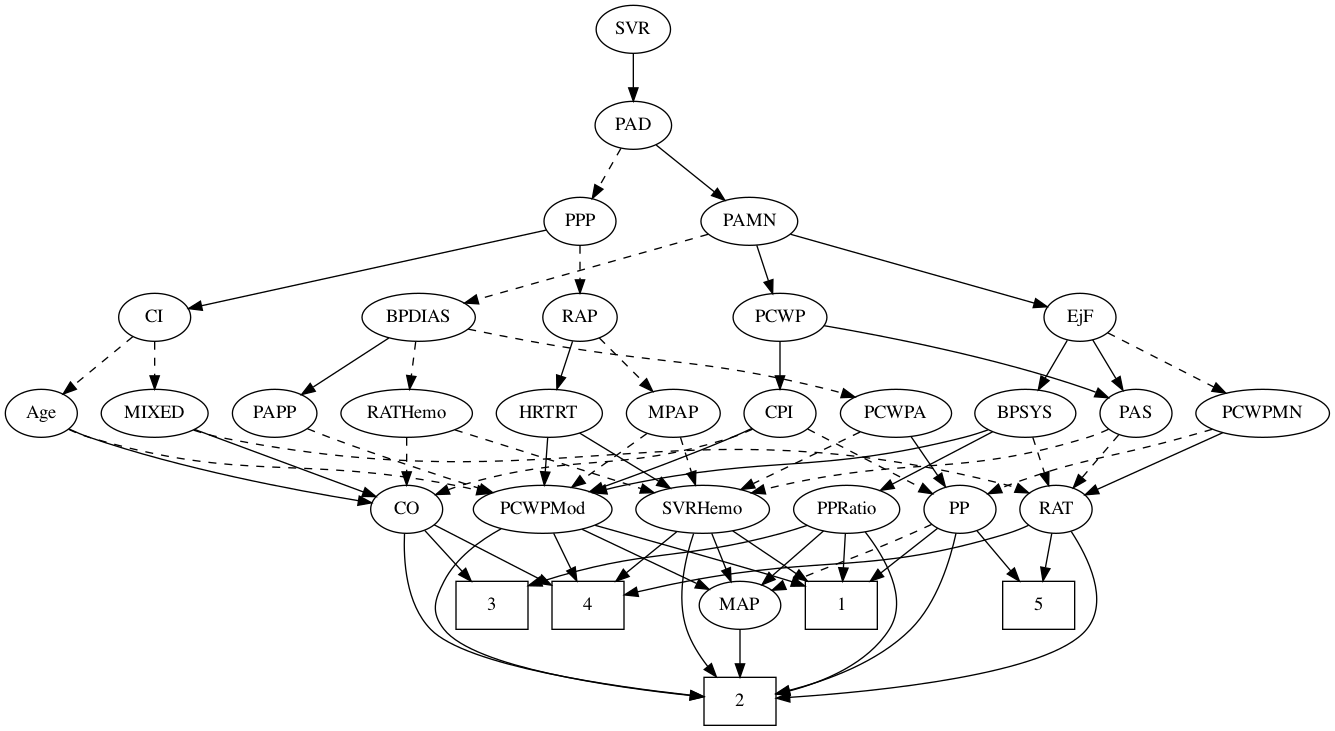 SVR
PAD
PPP
PAMN
CI
BPDIAS
RAP
PCWP
EjF
Age
MIXED
PAPP
RATHemo
HRTRT
MPAP
CPI
PCWPA
BPSYS
PAS
PCWPMN
CO
PCWPMod
SVRHemo
PPRatio
PP
RAT
3
4
MAP
1
5
2